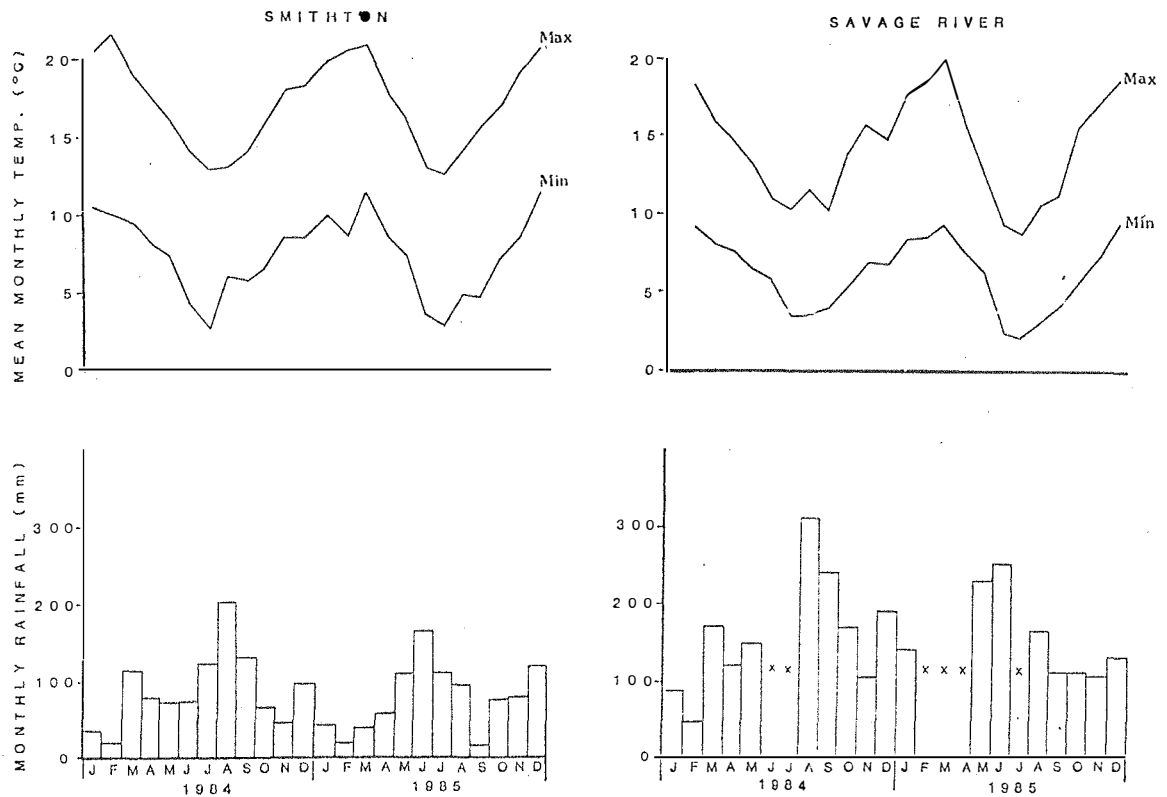 SMITHTON
MEAN MONTHLY TEMP. (°C)
20
15
10
5
0
Max
Min
SAVAGE RIVER
20
15
10
5
0
Max
Mín
MONTHLY RAINFALL (mm)
300
200
100
0
J F M A M J J A S O N D J F M A M J J A S O N D
1984 1985
300
200
100
0
x x x x x x
J F M A M J J A S O N D J F M A M J J A S O N D
1984 1985